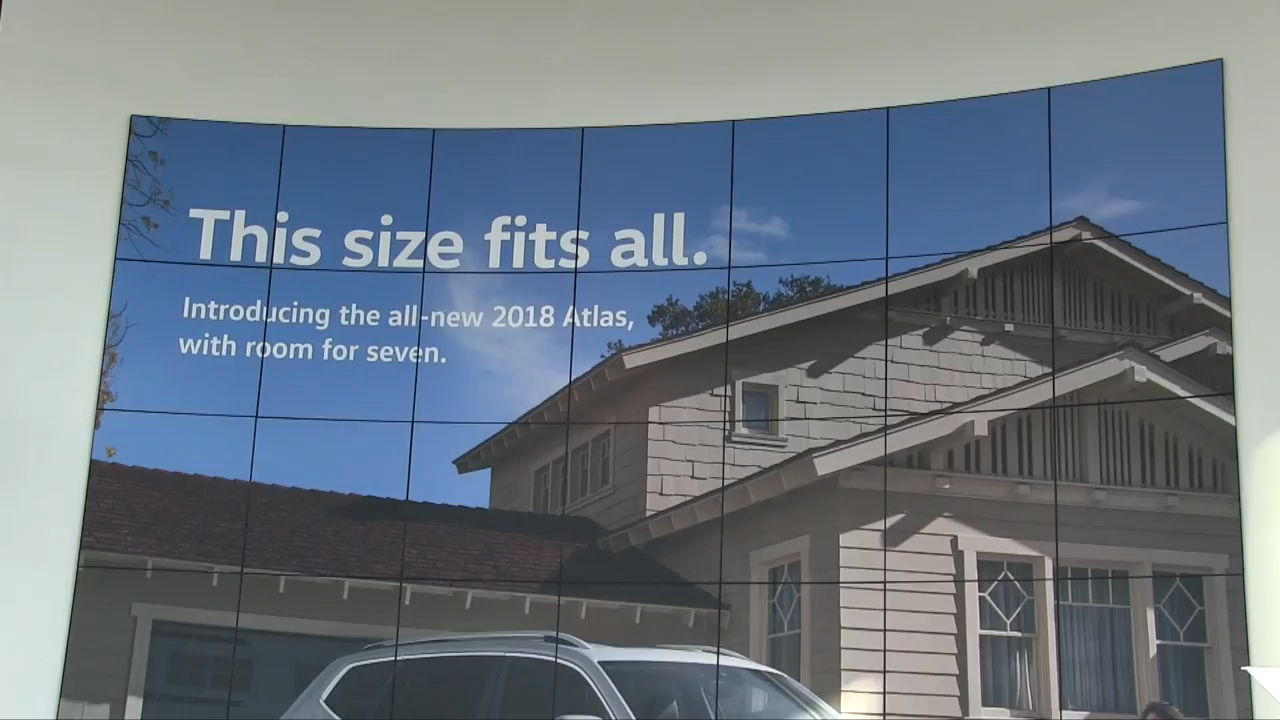 This size fits all.
Introducing the all-new 2018 Atlas,
with room for seven.